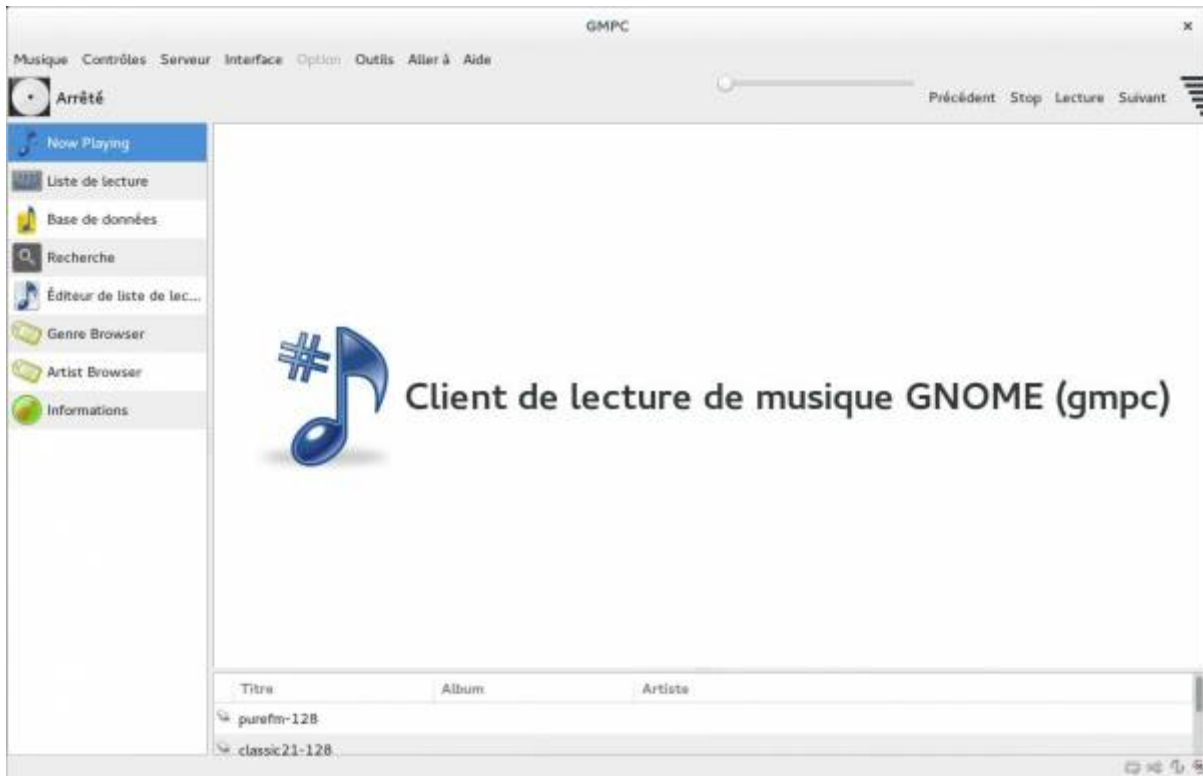 GMPC
Musique Contrôles Serveur Interface Option Outils Aller à Aide
Arrêté
Précédent Stop Lecture Suivant
Now Playing
Liste de lecture
Base de données
Recherche
Éditeur de liste de lec...
Genre Browser
Artist Browser
Informations
Client de lecture de musique GNOME (gmpc)
Titre Album Artiste
purefm-128
classic21-128